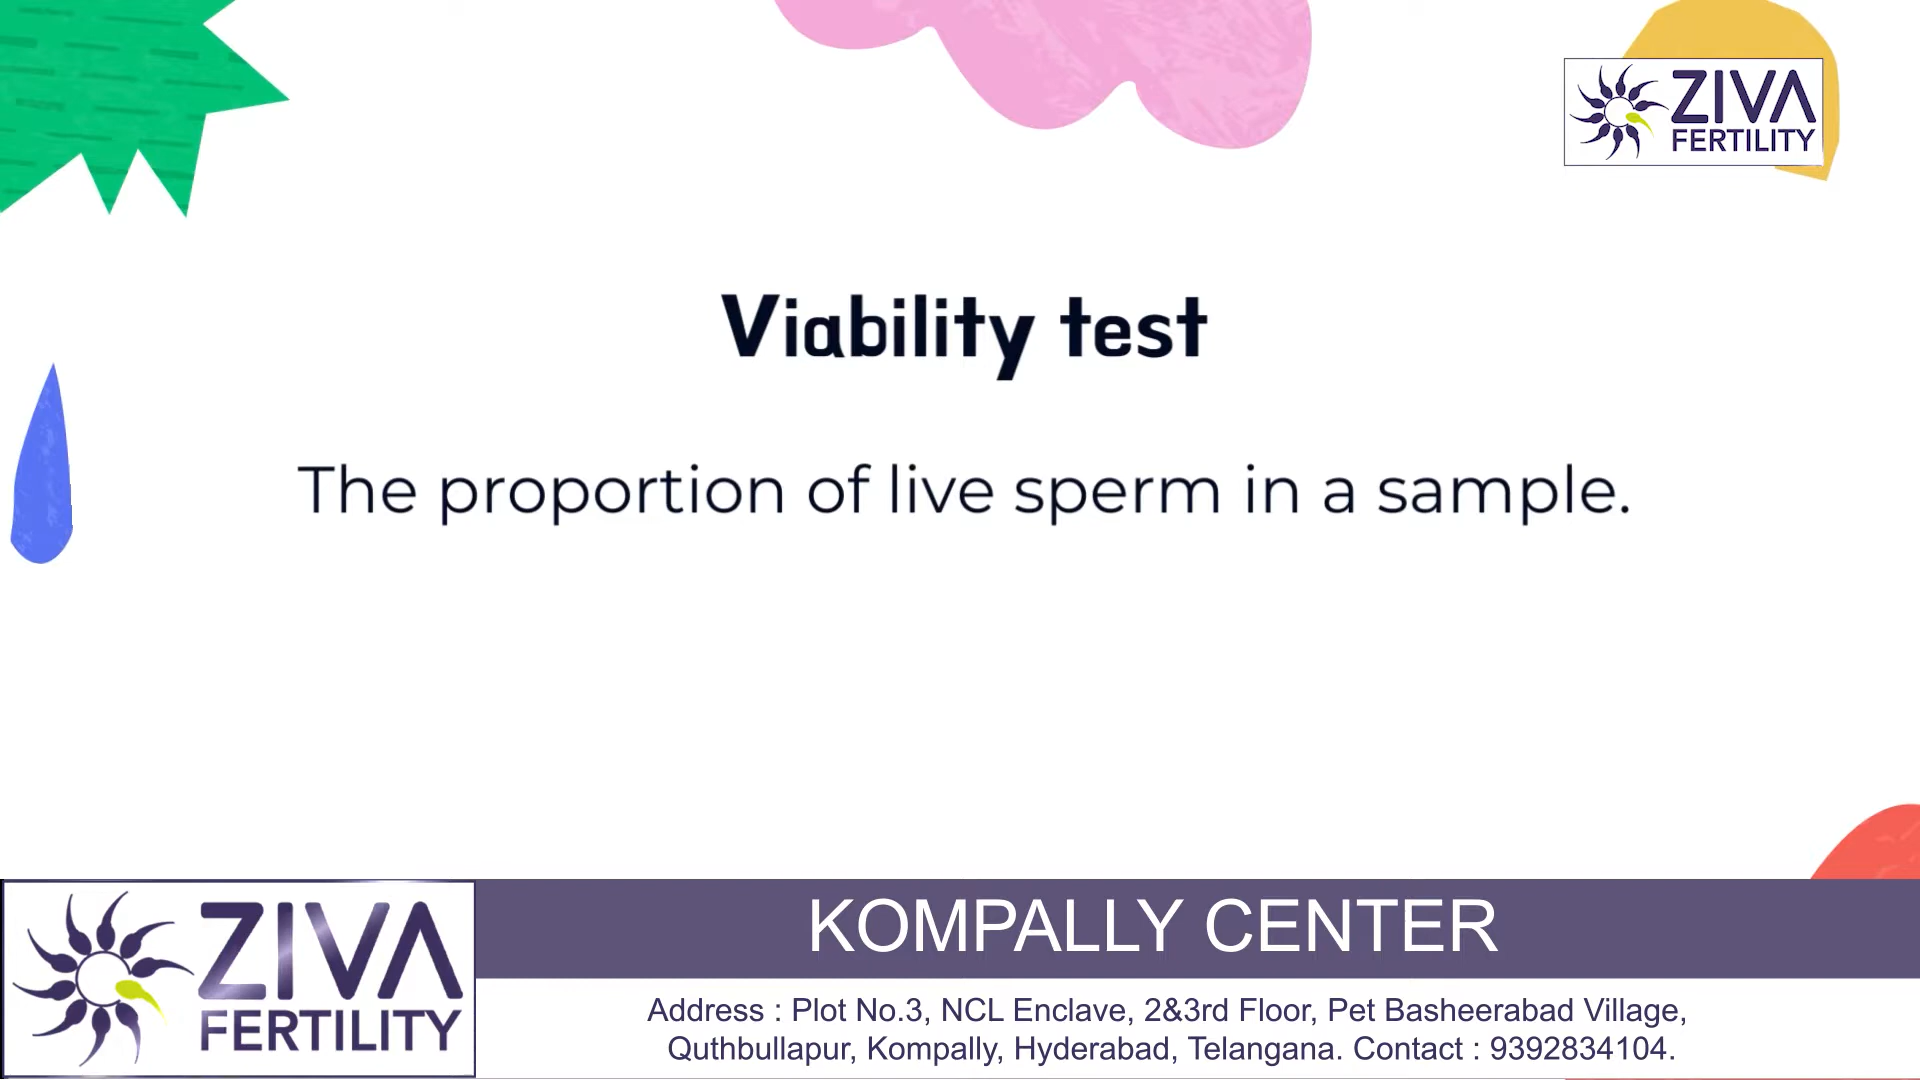 ZIVA
FERTILITY
Viability test
The proportion of live sperm in a sample.
ZIVA
FERTILITY
KOMPALLY CENTER
Address : Plot No.3, NCL Enclave, 2&3rd Floor, Pet Basheerabad Village,
Quthbullapur, Kompally, Hyderabad, Telangana. Contact : 9392834104.